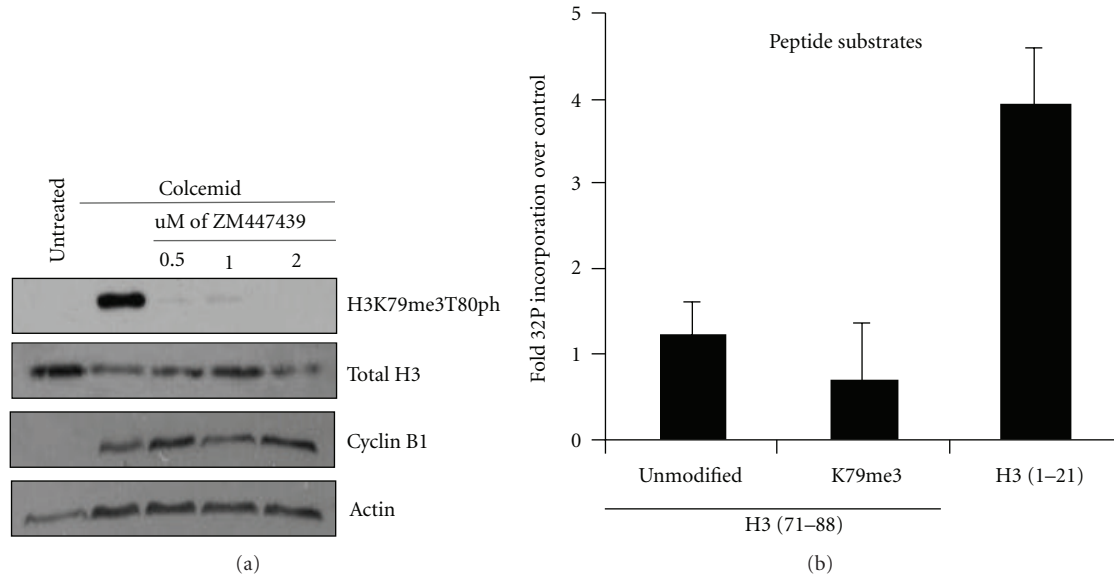 Untreated
Colcemid
uM of ZM447439
0.5 1 2
H3K79me3T80ph
Total H3
Cyclin B1
Actin
(a)
Fold 32P incorporation over control
5
4
3
2
1
0
Peptide substrates
Unmodified K79me3 H3 (1–21)
H3 (71–88)
(b)